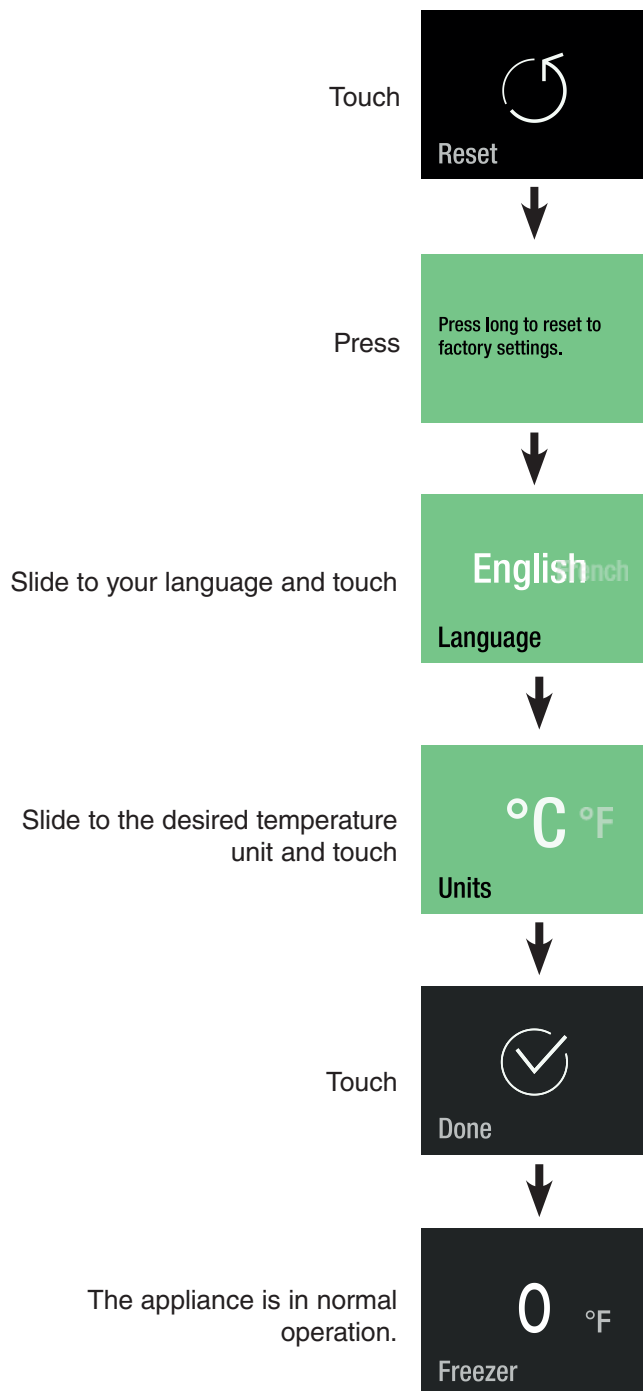 Touch
Reset
Press
Press long to reset to
factory settings.
Slide to your language and touch
English French
Language
Slide to the desired temperature
unit and touch
°C °F
Units
Touch
Done
The appliance is in normal
operation.
0 °F
Freezer